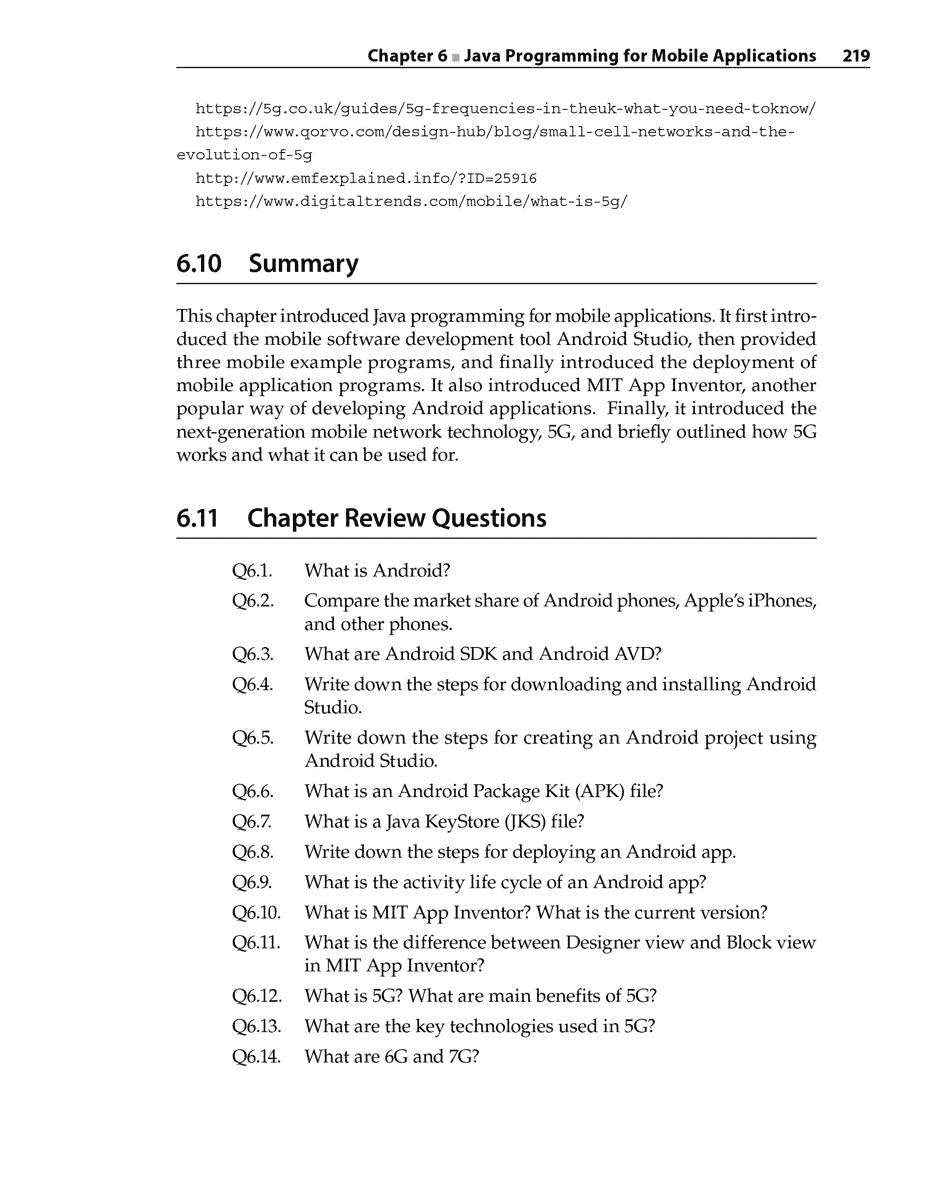 Chapter 6 ■ Java Programming for Mobile Applications 219
https://5g.co.uk/guides/5g-frequencies-in-theuk-what-you-need-toknow/
https://www.qorvo.com/design-hub/blog/small-cell-networks-and-the-
evolution-of-5g
http://www.emfexplained.info/?ID=25916
https://www.digitaltrends.com/mobile/what-is-5g/
6.10 Summary
This chapter introduced Java programming for mobile applications. It first intro-
duced the mobile software development tool Android Studio, then provided
three mobile example programs, and finally introduced the deployment of
mobile application programs. It also introduced MIT App Inventor, another
popular way of developing Android applications. Finally, it introduced the
next-generation mobile network technology, 5G, and briefly outlined how 5G
works and what it can be used for.
6.11 Chapter Review Questions
Q6.1. What is Android?
Q6.2. Compare the market share of Android phones, Apple’s iPhones,
and other phones.
Q6.3. What are Android SDK and Android AVD?
Q6.4. Write down the steps for downloading and installing Android
Studio.
Q6.5. Write down the steps for creating an Android project using
Android Studio.
Q6.6. What is an Android Package Kit (APK) file?
Q6.7. What is a Java KeyStore (JKS) file?
Q6.8. Write down the steps for deploying an Android app.
Q6.9. What is the activity life cycle of an Android app?
Q6.10. What is MIT App Inventor? What is the current version?
Q6.11. What is the difference between Designer view and Block view
in MIT App Inventor?
Q6.12. What is 5G? What are main benefits of 5G?
Q6.13. What are the key technologies used in 5G?
Q6.14. What are 6G and 7G?